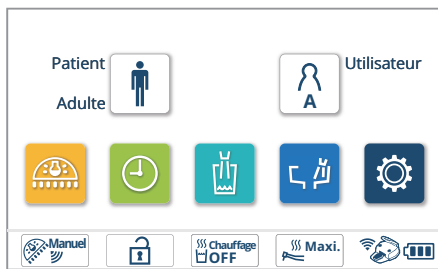 Patient
Utilisateur
Adulte
A
Manuel
Chauffage
OFF
Maxi.